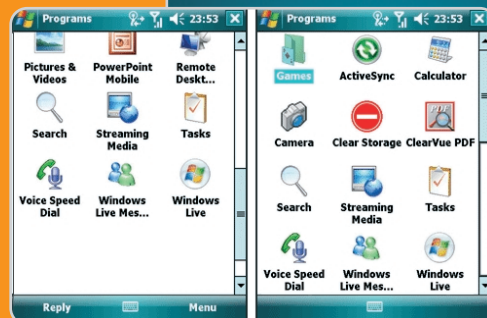 Programs 23:53
Pictures & Videos
PowerPoint Mobile
Remote Deskt...
Search
Streaming Media
Tasks
Voice Speed Dial
Windows Live Mes...
Windows Live
Reply
Menu
Programs 23:53
Games
ActiveSync
Calculator
Camera
Clear Storage
ClearVue PDF
Search
Streaming Media
Tasks
Voice Speed Dial
Windows Live Mes...
Windows Live